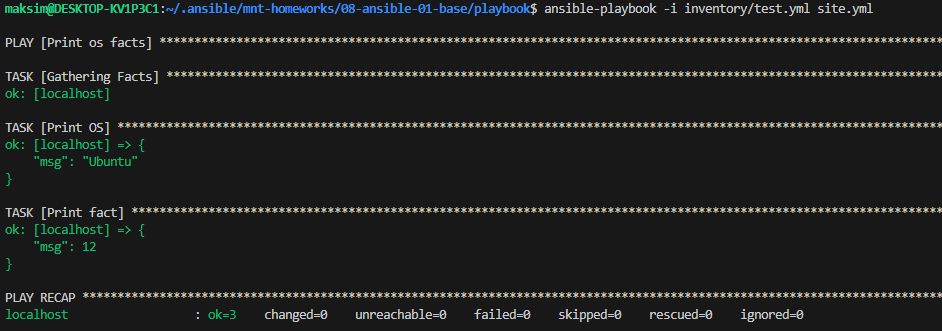 maksim@DESKTOP-KV1P3C1:~/.ansible/mnt-homeworks/08-ansible-01-base/playbook$ ansible-playbook -i inventory/test.yml site.yml
PLAY [Print os facts] ****************************************************************************************************************
TASK [Gathering Facts] ***************************************************************************************************************
ok: [localhost]
TASK [Print OS] **********************************************************************************************************************
ok: [localhost] => {
    "msg": "Ubuntu"
}
TASK [Print fact] ********************************************************************************************************************
ok: [localhost] => {
    "msg": 12
}
PLAY RECAP ***************************************************************************************************************************
localhost                  : ok=3    changed=0    unreachable=0    failed=0    skipped=0    rescued=0    ignored=0